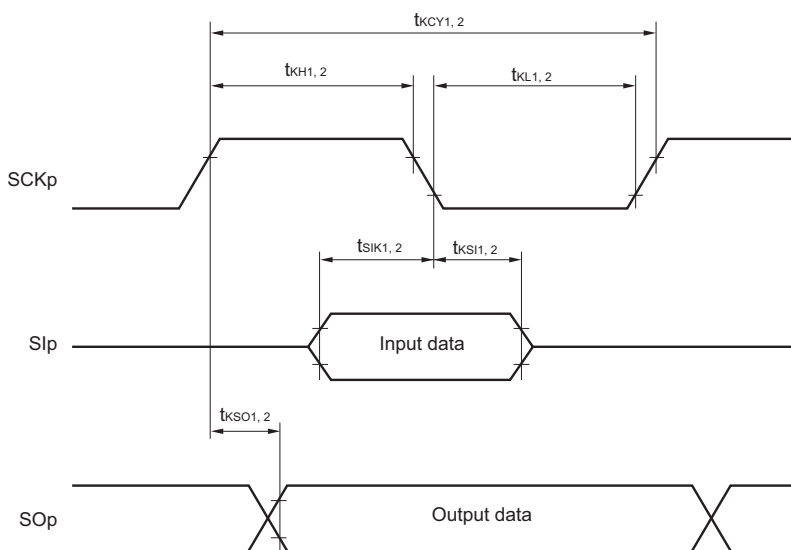 tKCY1, 2
tKH1, 2
tKL1, 2
SCKp
tSIK1, 2
tKSI1, 2
SIp
Input data
tKSO1, 2
SOp
Output data